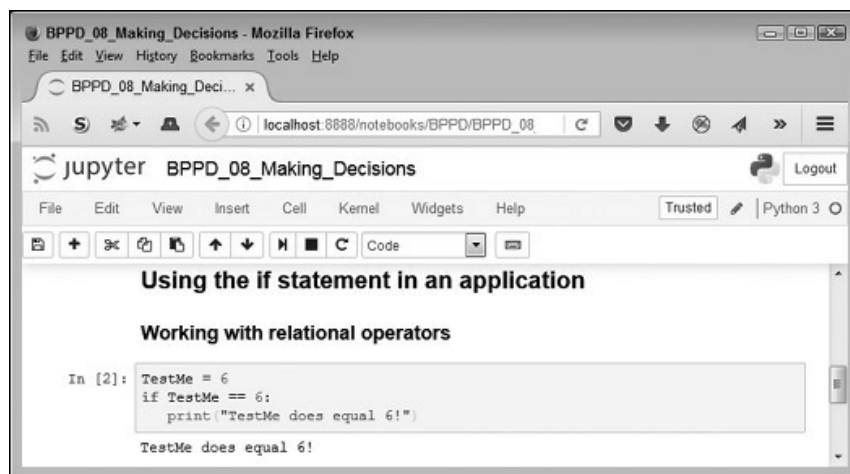 BPPD_08_Making_Decisions - Mozilla Firefox
File Edit View History Bookmarks Tools Help
BPPD_08_Making_Deci... ×
S localhost:8888/notebooks/BPPD/BPPD_08_ »
jupyter BPPD_08_Making_Decisions Logout
File Edit View Insert Cell Kernel Widgets Help Trusted Python 3
Code
Using the if statement in an application
Working with relational operators
In [2]: TestMe = 6
if TestMe == 6:
print("TestMe does equal 6!")
TestMe does equal 6!